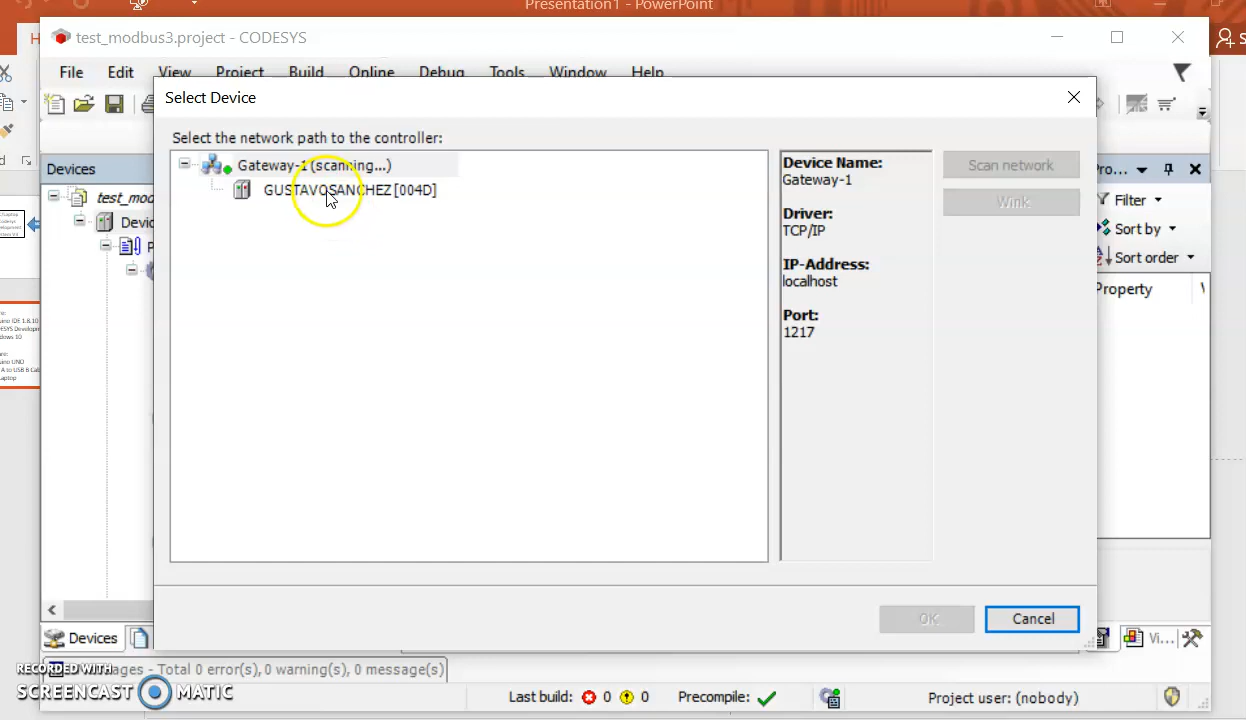 Presentation1 - PowerPoint
test_modbus3.project - CODESYS
File Edit View Project Build Online Debug Tools Window Help
Select Device
Select the network path to the controller:
Devices
Gateway-1 (scanning...)
GUSTAVOSANCHEZ [004D]
test_mod
Devic
P
Device Name:
Gateway-1
Driver:
TCP/IP
IP-Address:
localhost
Port:
1217
Scan network
Wink
Filter
Sort by
Sort order
Property
OK
Cancel
Devices
Vi...
ages - Total 0 error(s), 0 warning(s), 0 message(s)
RECORDED WITH
SCREENCAST MATIC
Last build: 0 0 Precompile: Project user: (nobody)